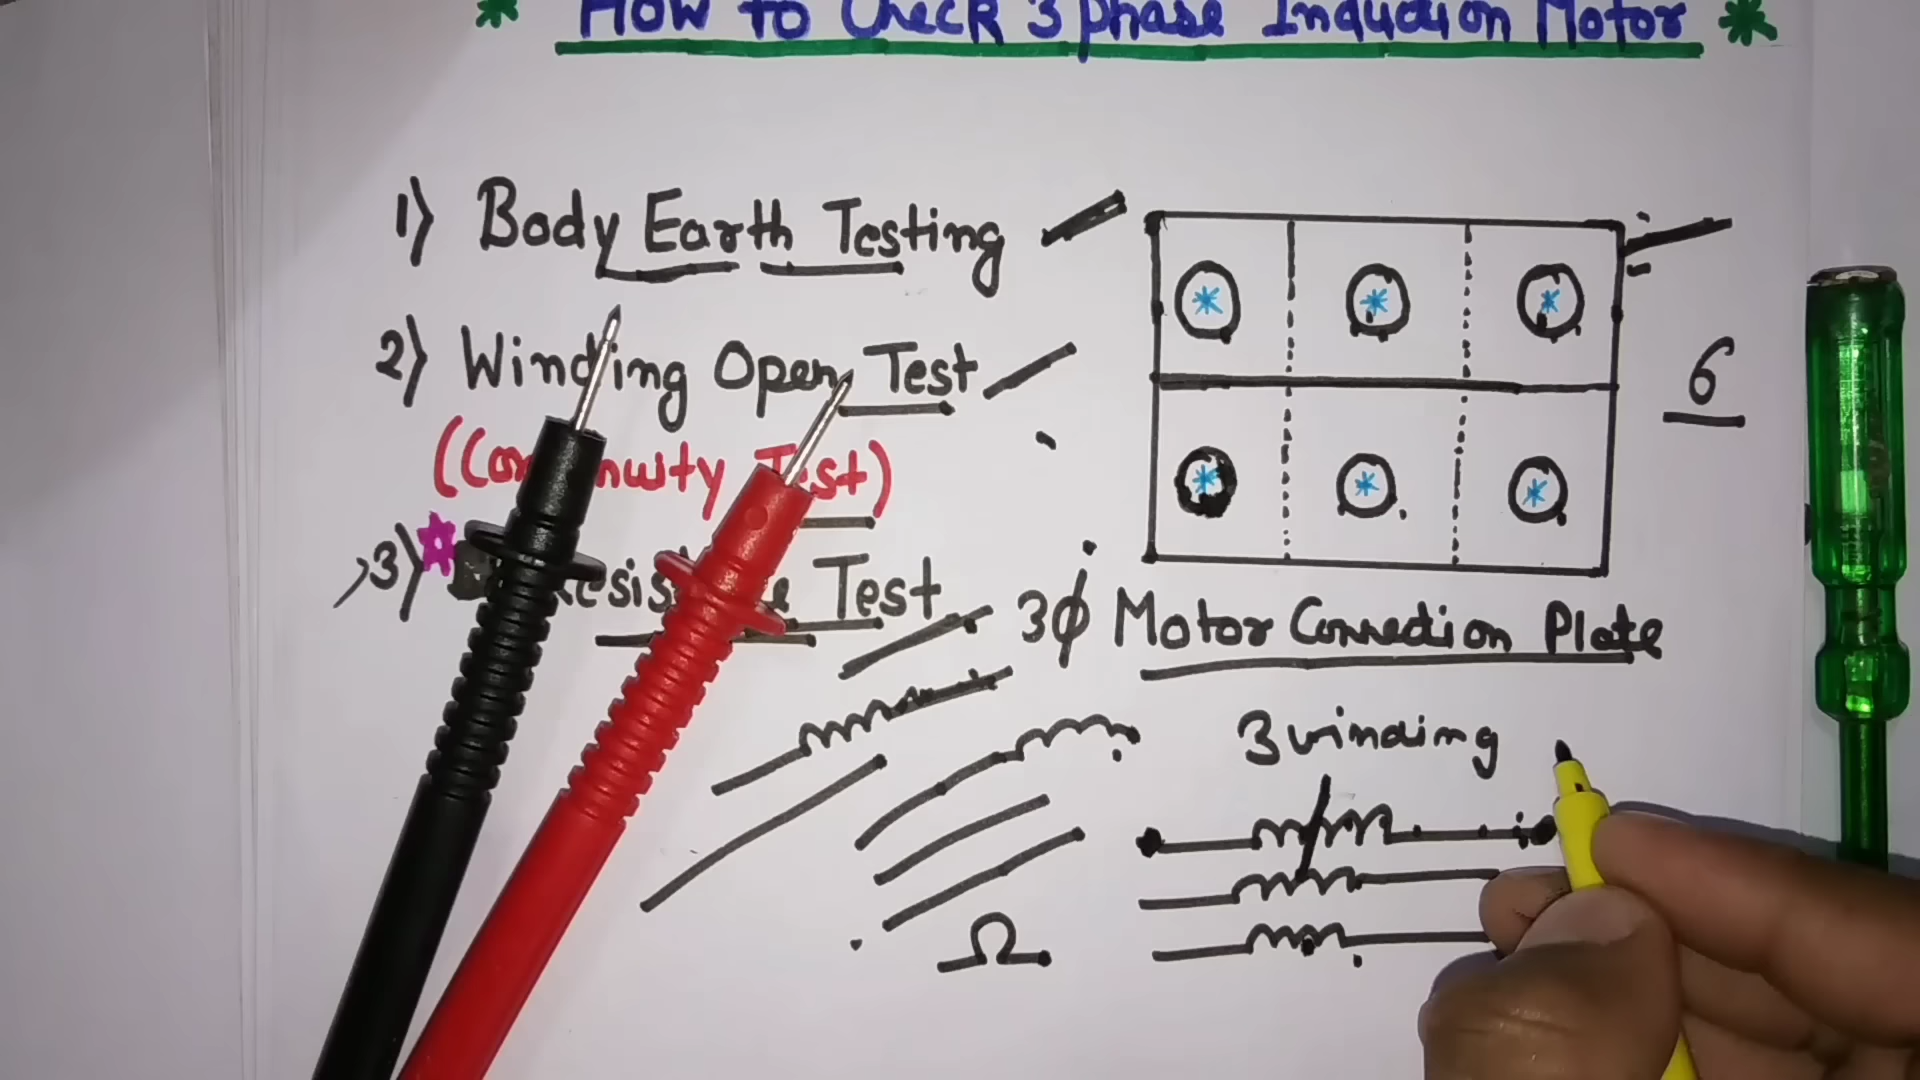 * How to Check 3 phase Induction Motor *
1) Body Earth Testing
2) Winding Open Test
(Continuity Test)
3)* Test
6
3ϕ Motor Connection Plate
3 winding
Ω